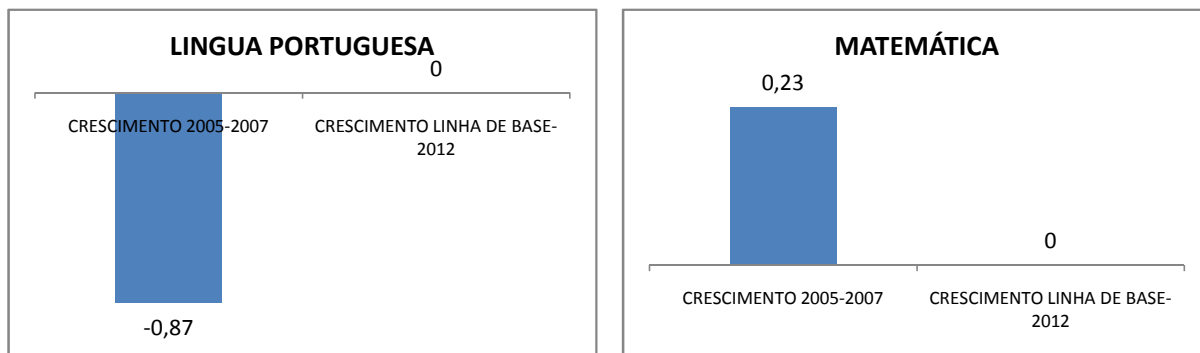 LINGUA PORTUGUESA
0
CRESCIMENTO 2005-2007
CRESCIMENTO LINHA DE BASE-
2012
-0,87
MATEMÁTICA
0,23
0
CRESCIMENTO 2005-2007
CRESCIMENTO LINHA DE BASE-
2012